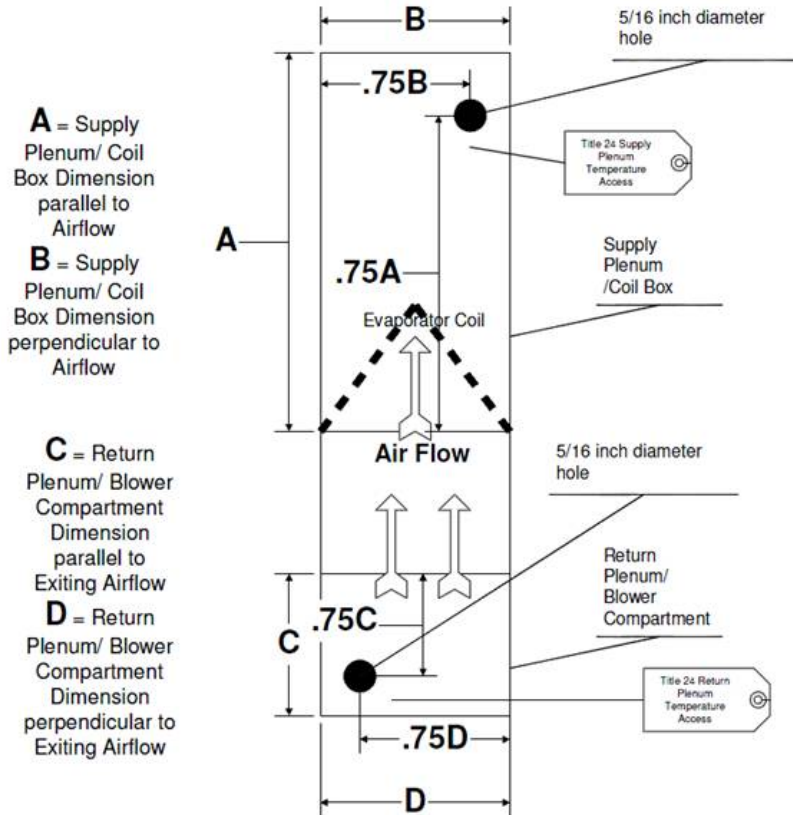 B
5/16 inch diameter
hole
.75B
A = Supply
Plenum/ Coil
Box Dimension
parallel to
Airflow
Title 24 Supply
Plenum
Temperature
Access
A
B = Supply
Plenum/ Coil
Box Dimension
perpendicular to
Airflow
.75A
Supply
Plenum
/Coil Box
Evaporator Coil
Air Flow
C = Return
Plenum/ Blower
Compartment
Dimension
parallel to
Exiting Airflow
5/16 inch diameter
hole
Return
Plenum/
Blower
Compartment
D = Return
Plenum/ Blower
Compartment
Dimension
perpendicular to
Exiting Airflow
.75C
C
Title 24 Return
Plenum
Temperature
Access
.75D
D